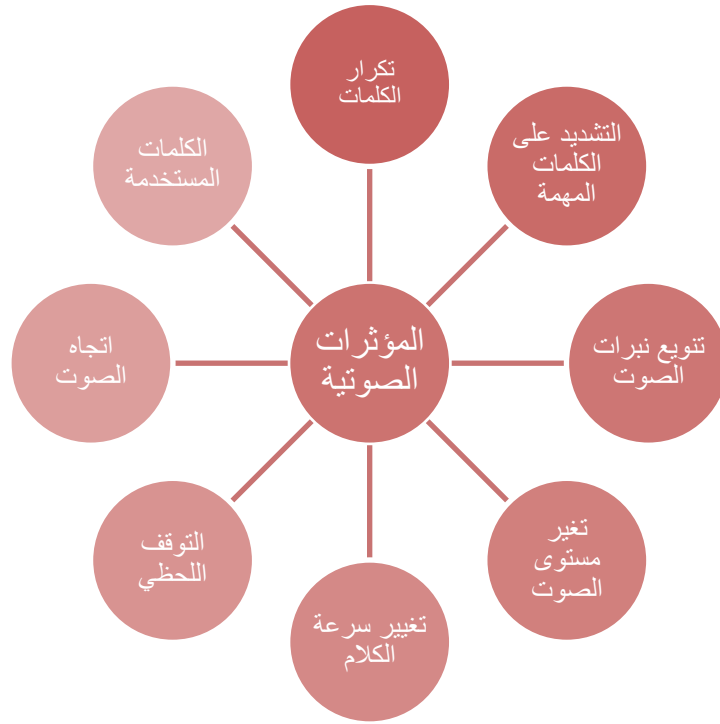 تكرار
الكلمات
التشديد على
الكلمات
المهمة
تنويع نبرات
الصوت
تغير
مستوى
الصوت
تغيير سرعة
الكلام
التوقف
اللحظي
اتجاه
الصوت
الكلمات
المستخدمة
المؤثرات
الصوتية